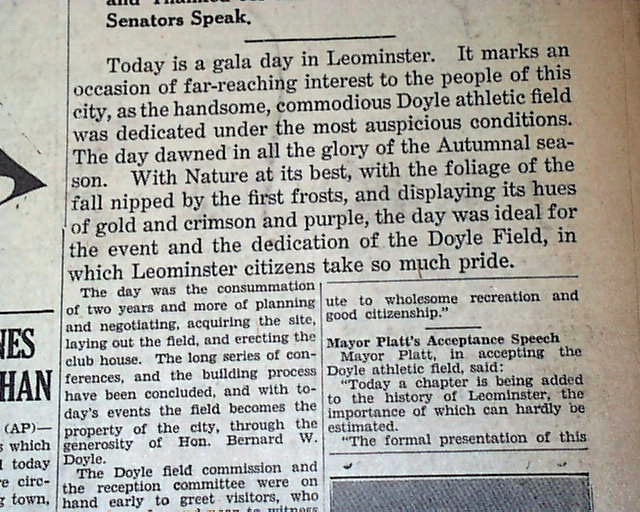 Senators Speak.
Today is a gala day in Leominster. It marks an
occasion of far-reaching interest to the people of this
city, as the handsome, commodious Doyle athletic field
was dedicated under the most auspicious conditions.
The day dawned in all the glory of the Autumnal sea-
son. With Nature at its best, with the foliage of the
fall nipped by the first frosts, and displaying its hues
of gold and crimson and purple, the day was ideal for
the event and the dedication of the Doyle Field, in
which Leominster citizens take so much pride.
The day was the consummation
of two years and more of planning
and negotiating, acquiring the site,
laying out the field, and erecting the
club house. The long series of con-
ferences, and the building process
have been concluded, and with to-
day's events the field becomes the
property of the city, through the
generosity of Hon. Bernard W.
Doyle.
The Doyle field commission and
the reception committee were on
hand early to greet visitors, who
to witness
ute to wholesome recreation and
good citizenship."
Mayor Platt's Acceptance Speech
Mayor Platt, in accepting the
Doyle athletic field, said:
"Today a chapter is being added
to the history of Leominster, the
importance of which can hardly be
estimated.
"The formal presentation of this
NES
HAN
(AP)—
s which
today
e circ-
town,